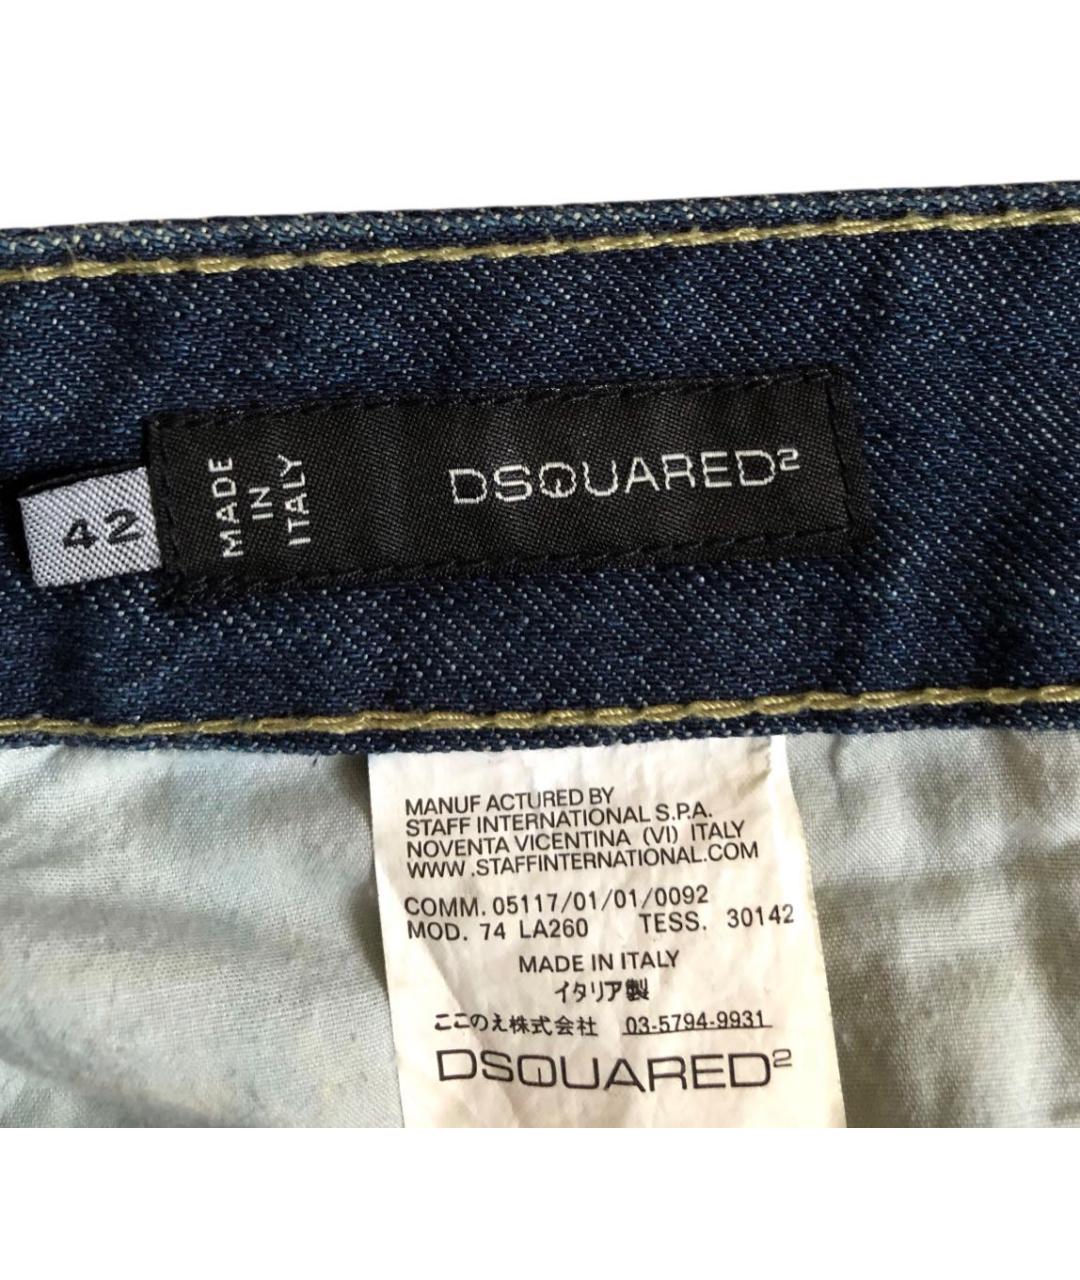 42
MADE
IN
ITALY
DSQUARED2
MANUF ACTURED BY
STAFF INTERNATIONAL S.P.A.
NOVENTA VICENTINA (VI) ITALY
WWW .STAFFINTERNATIONAL.COM
COMM. 05117/01/01/0092
MOD. 74 LA260 TESS. 30142
MADE IN ITALY
イタリア製
ここのえ株式会社 03-5794-9931
DSQUARED2